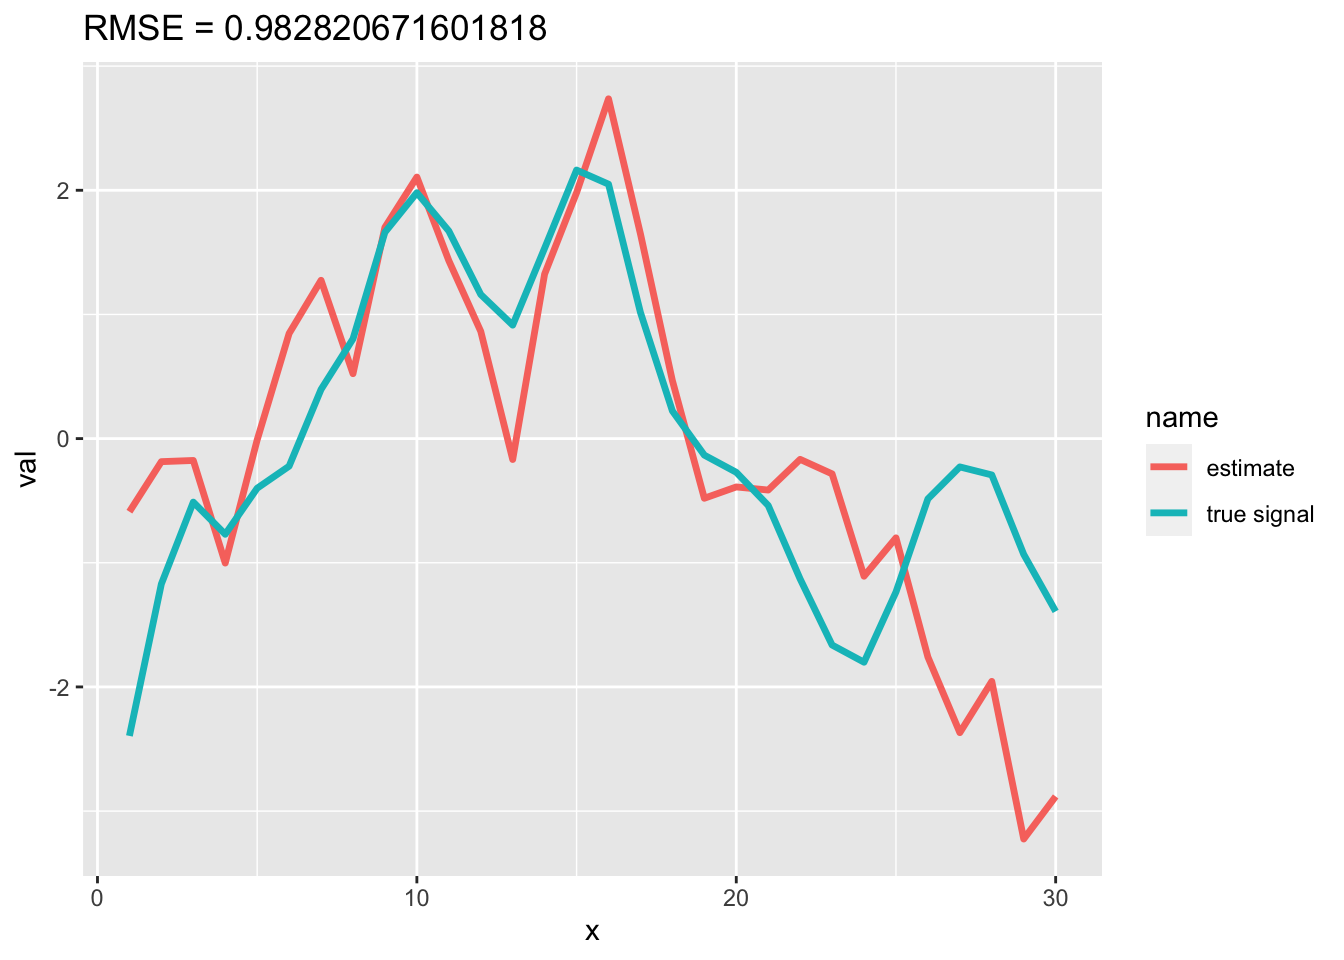 RMSE = 0.982820671601818
val
2
0
-2
0
10
20
30
x
name
estimate
true signal